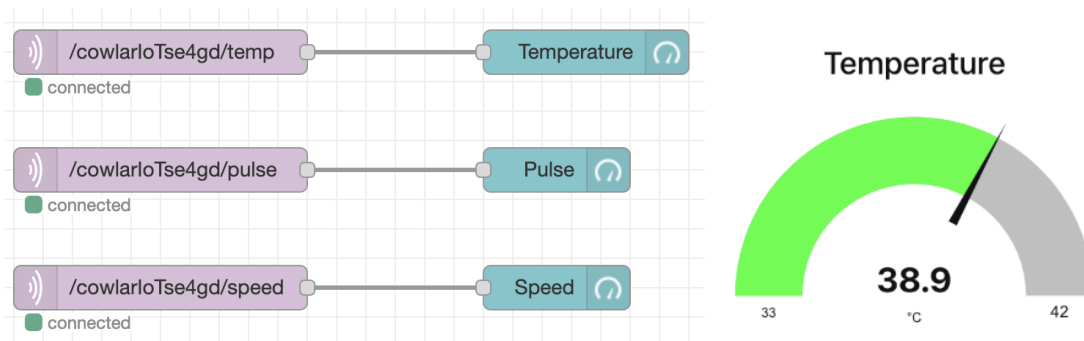 /cowlarIoTse4gd/temp
Temperature
connected
/cowlarIoTse4gd/pulse
Pulse
connected
/cowlarIoTse4gd/speed
Speed
connected
Temperature
38.9
33
°C
42